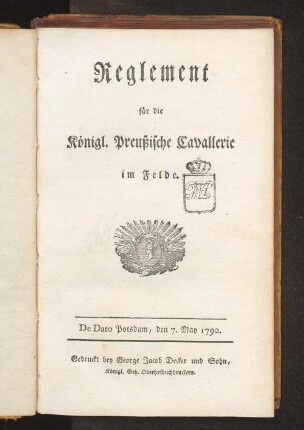 Reglement
für die
Königl. Preußische Cavallerie
im Felde.
De Dato Potsdam, den 7. May 1790.
Gedruckt bey George Jacob Decker und Sohn,
Königl. Geh. Oberhofbuchdruckern.